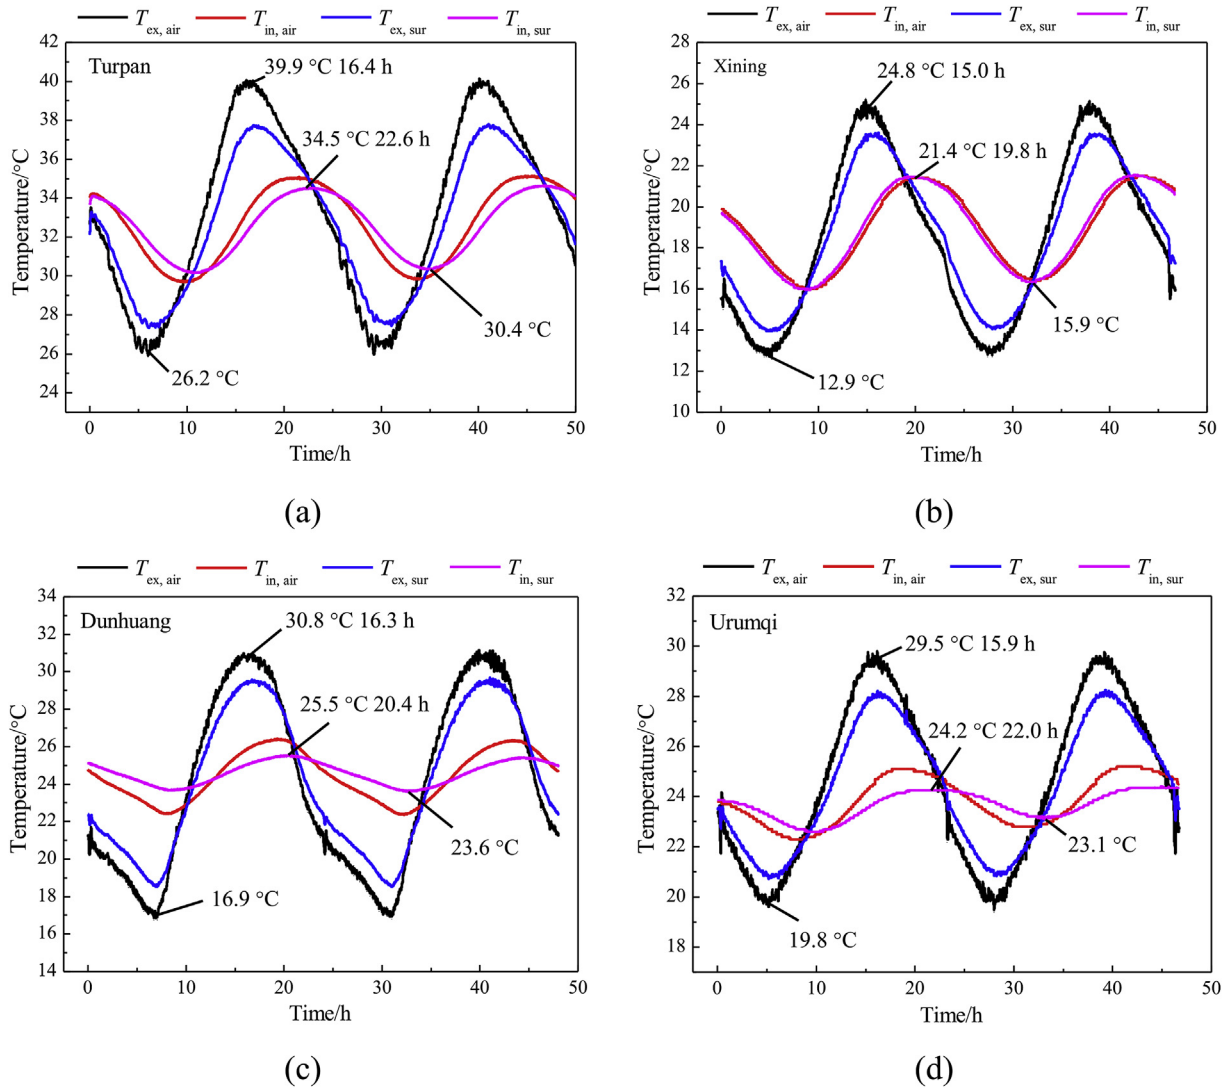 T ex, air T in, air T ex, sur T in, sur
T ex, air T in, air T ex, sur T in, sur
42
40
38
36
34
32
30
28
26
24
Temperature/°C
Turpan
39.9 °C 16.4 h
34.5 °C 22.6 h
30.4 °C
26.2 °C
0 10 20 30 40 50
Time/h
(a)
28
26
24
22
20
18
16
14
12
10
Temperature/°C
Xining
24.8 °C 15.0 h
21.4 °C 19.8 h
15.9 °C
12.9 °C
0 10 20 30 40 50
Time/h
(b)
T ex, air T in, air T ex, sur T in, sur
T ex, air T in, air T ex, sur T in, sur
34
32
30
28
26
24
22
20
18
16
14
Temperature/°C
Dunhuang
30.8 °C 16.3 h
25.5 °C 20.4 h
23.6 °C
16.9 °C
0 10 20 30 40 50
Time/h
(c)
32
30
28
26
24
22
20
18
Temperature/°C
Urumqi
29.5 °C 15.9 h
24.2 °C 22.0 h
23.1 °C
19.8 °C
0 10 20 30 40 50
Time/h
(d)